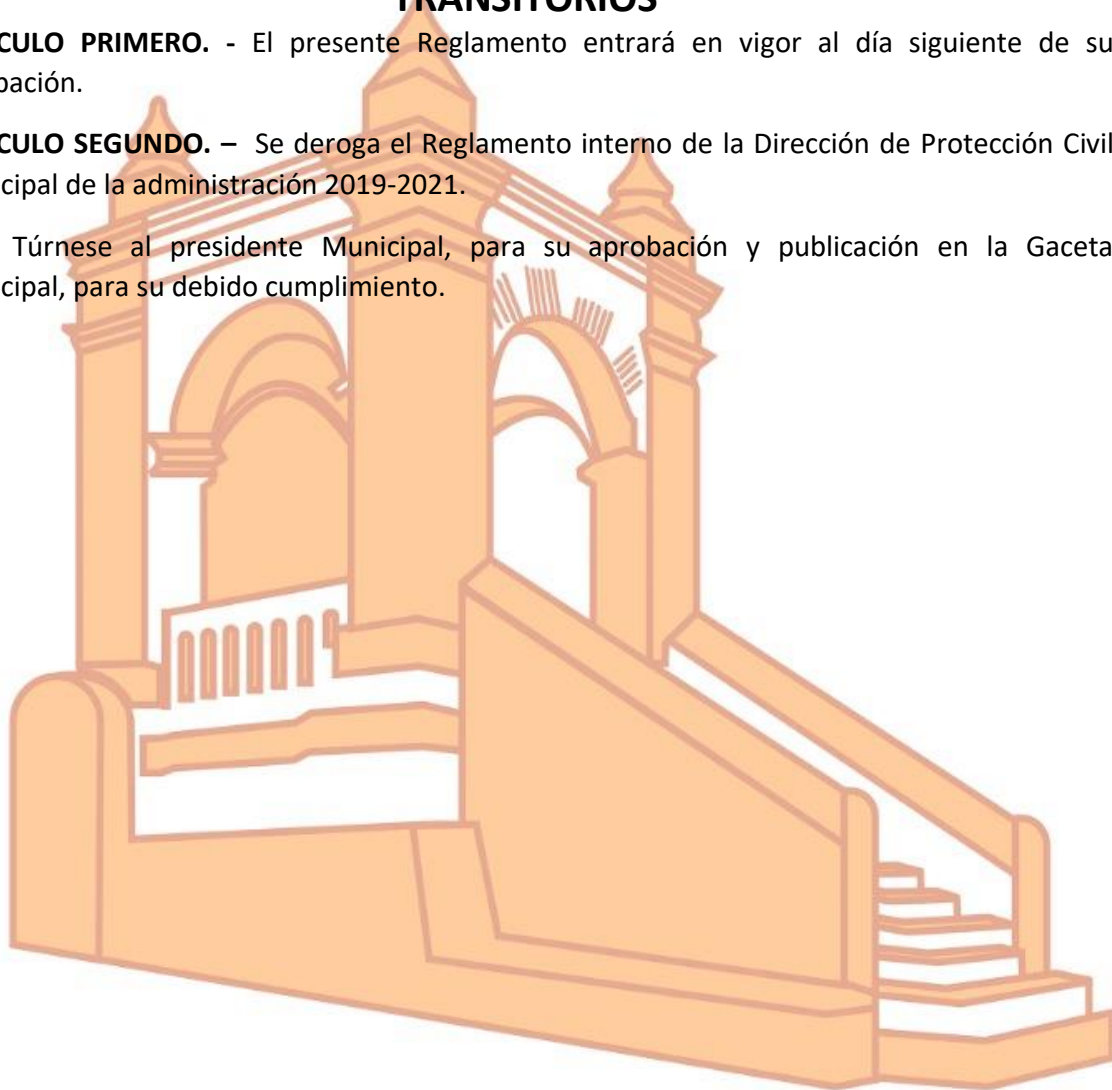 TRANSITORIOS
CULO PRIMERO. - El presente Reglamento entrará en vigor al día siguiente de su
bación.
CULO SEGUNDO. – Se deroga el Reglamento interno de la Dirección de Protección Civil
cipal de la administración 2019-2021.
Túrnese al presidente Municipal, para su aprobación y publicación en la Gaceta
cipal, para su debido cumplimiento.